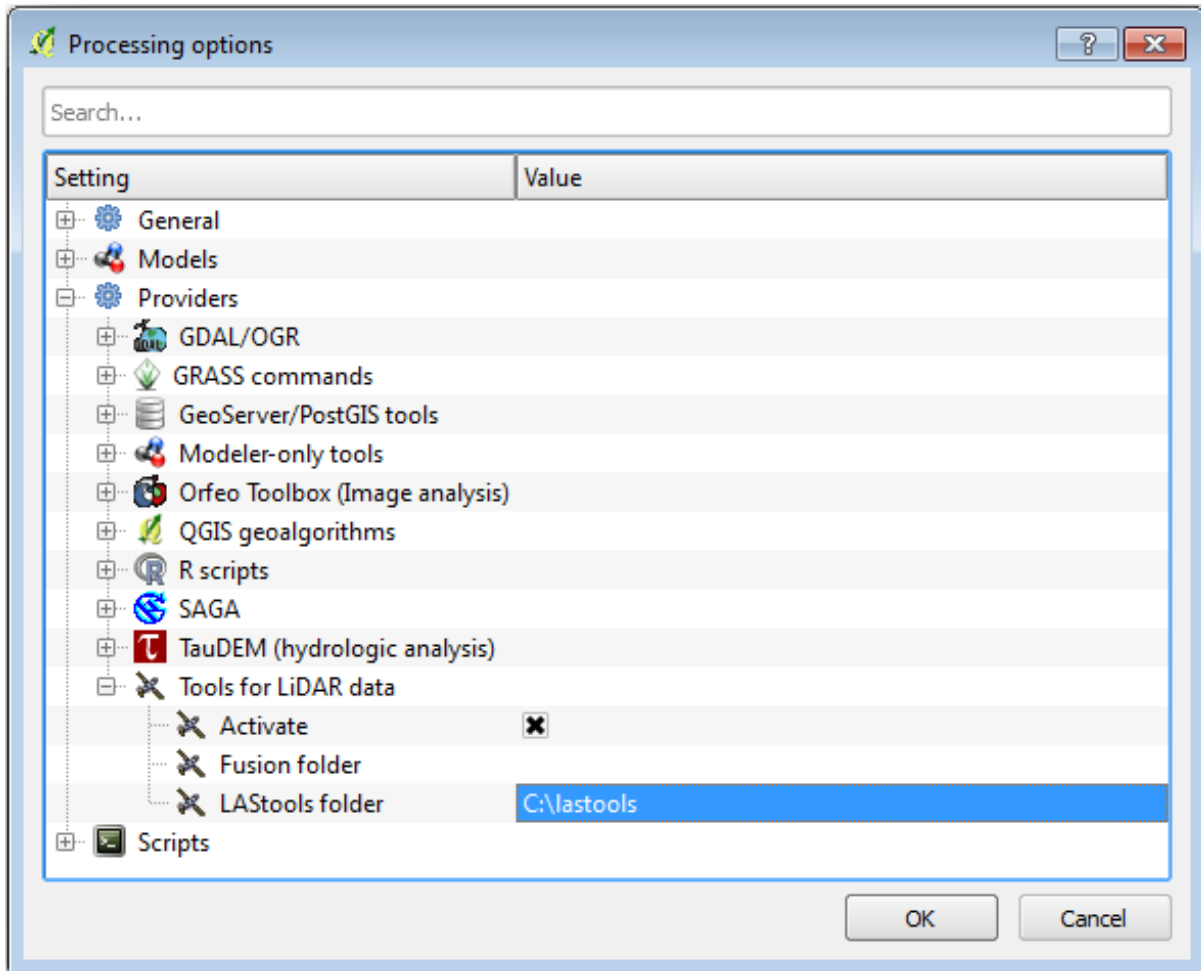 Processing options
Search...
Setting Value
General
Models
Providers
GDAL/OGR
GRASS commands
GeoServer/PostGIS tools
Modeler-only tools
Orfeo Toolbox (Image analysis)
QGIS geoalgorithms
R scripts
SAGA
TauDEM (hydrologic analysis)
Tools for LiDAR data
Activate
Fusion folder
LAStools folder C:\lastools
Scripts
OK Cancel